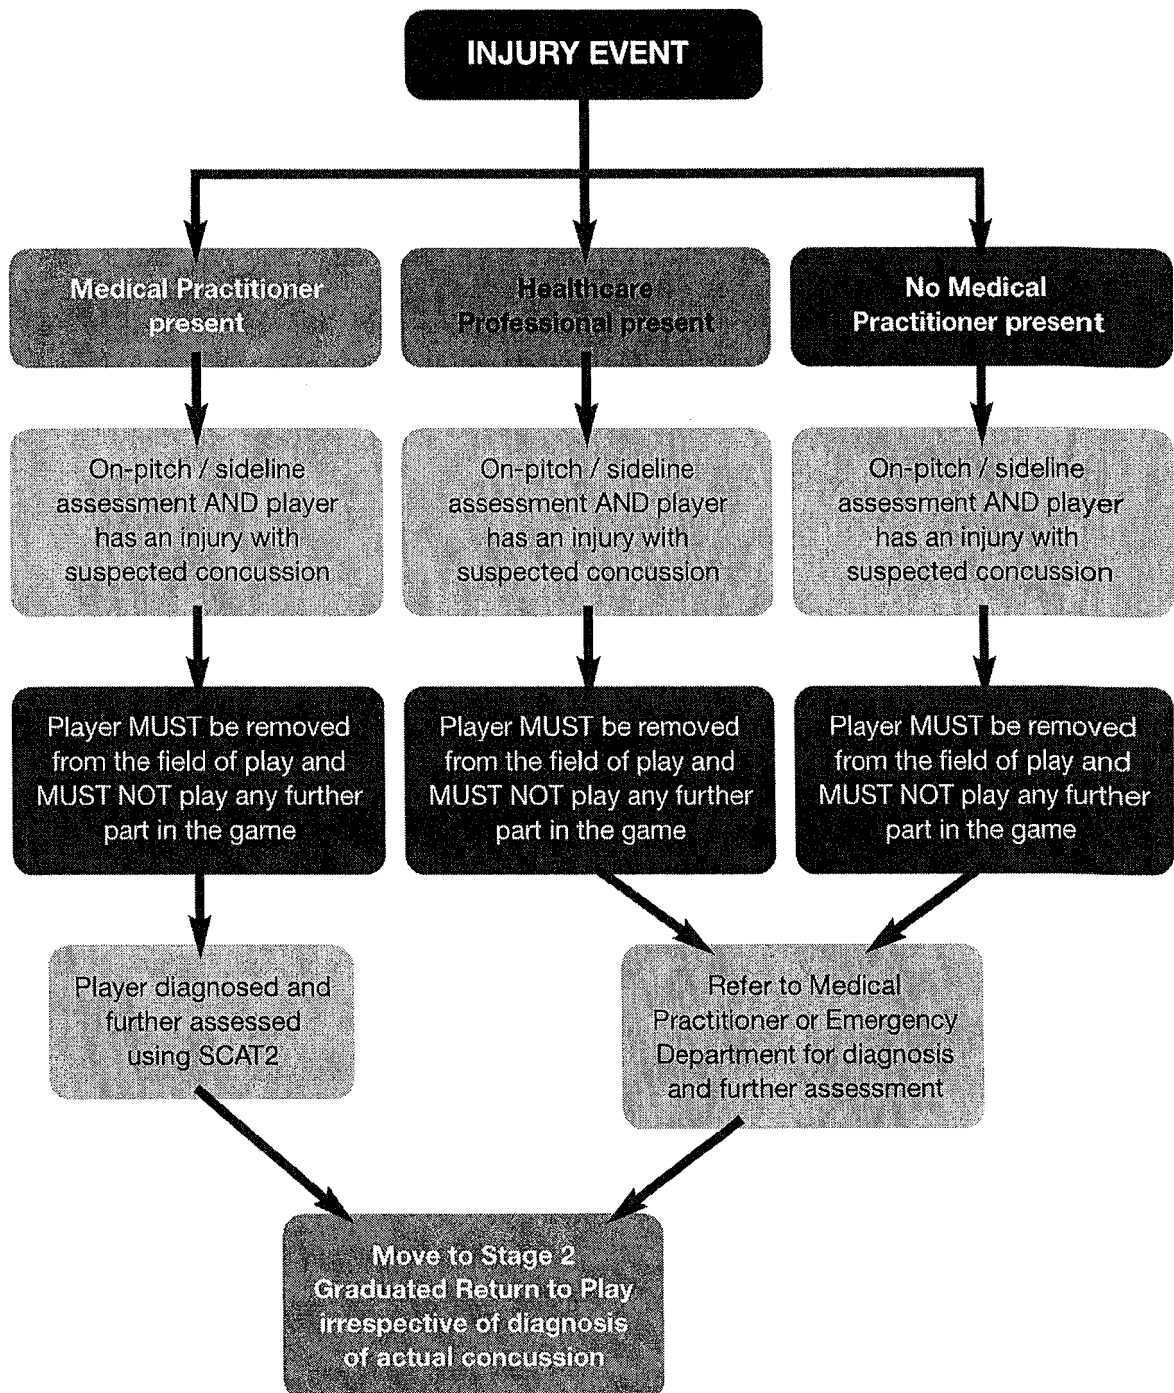 INJURY EVENT
Medical Practitioner
present
Healthcare
Professional present
No Medical
Practitioner present
On-pitch / sideline
assessment AND player
has an injury with
suspected concussion
On-pitch / sideline
assessment AND player
has an injury with
suspected concussion
On-pitch / sideline
assessment AND player
has an injury with
suspected concussion
Player MUST be removed
from the field of play and
MUST NOT play any further
part in the game
Player MUST be removed
from the field of play and
MUST NOT play any further
part in the game
Player MUST be removed
from the field of play and
MUST NOT play any further
part in the game
Player diagnosed and
further assessed
using SCAT2
Refer to Medical
Practitioner or Emergency
Department for diagnosis
and further assessment
Move to Stage 2
Graduated Return to Play
irrespective of diagnosis
of actual concussion